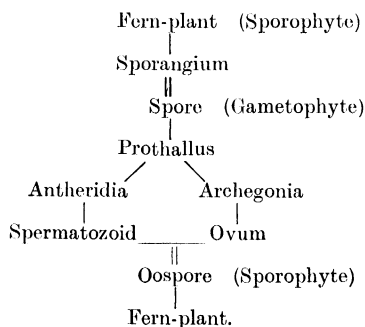 Fern-plant (Sporophyte)
Sporangium
Spore (Gametophyte)
Prothallus
Antheridia Archegonia
Spermatozoid Ovum
Oospore (Sporophyte)
Fern-plant.